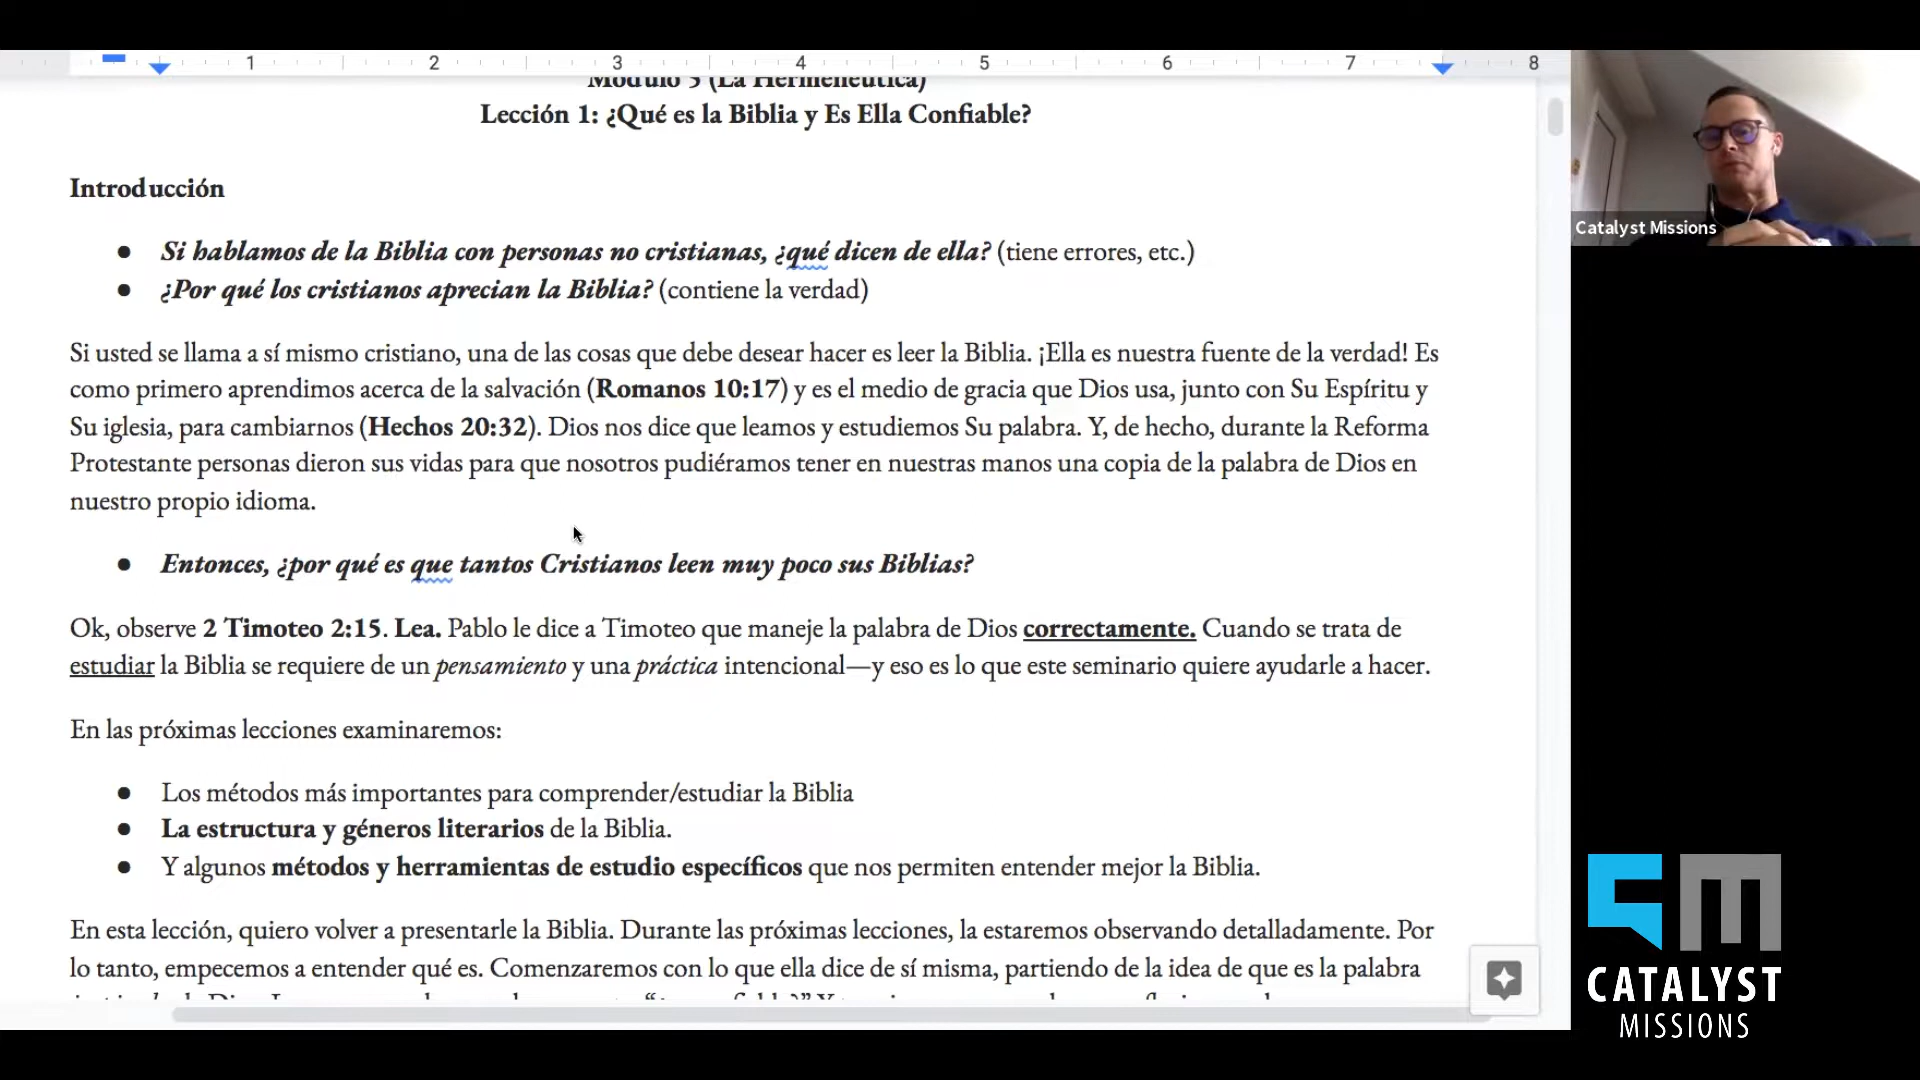 1 2 3 4 5 6 7 8
Módulo 3 (La Hermenéutica)
Lección 1: ¿Qué es la Biblia y Es Ella Confiable?
Introducción
● Si hablamos de la Biblia con personas no cristianas, ¿qué dicen de ella? (tiene errores, etc.)
● ¿Por qué los cristianos aprecian la Biblia? (contiene la verdad)
Si usted se llama a sí mismo cristiano, una de las cosas que debe desear hacer es leer la Biblia. ¡Ella es nuestra fuente de la verdad! Es
como primero aprendimos acerca de la salvación (Romanos 10:17) y es el medio de gracia que Dios usa, junto con Su Espíritu y
Su iglesia, para cambiarnos (Hechos 20:32). Dios nos dice que leamos y estudiemos Su palabra. Y, de hecho, durante la Reforma
Protestante personas dieron sus vidas para que nosotros pudiéramos tener en nuestras manos una copia de la palabra de Dios en
nuestro propio idioma.
● Entonces, ¿por qué es que tantos Cristianos leen muy poco sus Biblias?
Ok, observe 2 Timoteo 2:15. Lea. Pablo le dice a Timoteo que maneje la palabra de Dios correctamente. Cuando se trata de
estudiar la Biblia se requiere de un pensamiento y una práctica intencional—y eso es lo que este seminario quiere ayudarle a hacer.
En las próximas lecciones examinaremos:
● Los métodos más importantes para comprender/estudiar la Biblia
● La estructura y géneros literarios de la Biblia.
● Y algunos métodos y herramientas de estudio específicos que nos permiten entender mejor la Biblia.
En esta lección, quiero volver a presentarle la Biblia. Durante las próximas lecciones, la estaremos observando detalladamente. Por
lo tanto, empecemos a entender qué es. Comenzaremos con lo que ella dice de sí misma, partiendo de la idea de que es la palabra
Catalyst Missions
CATALYST
MISSIONS